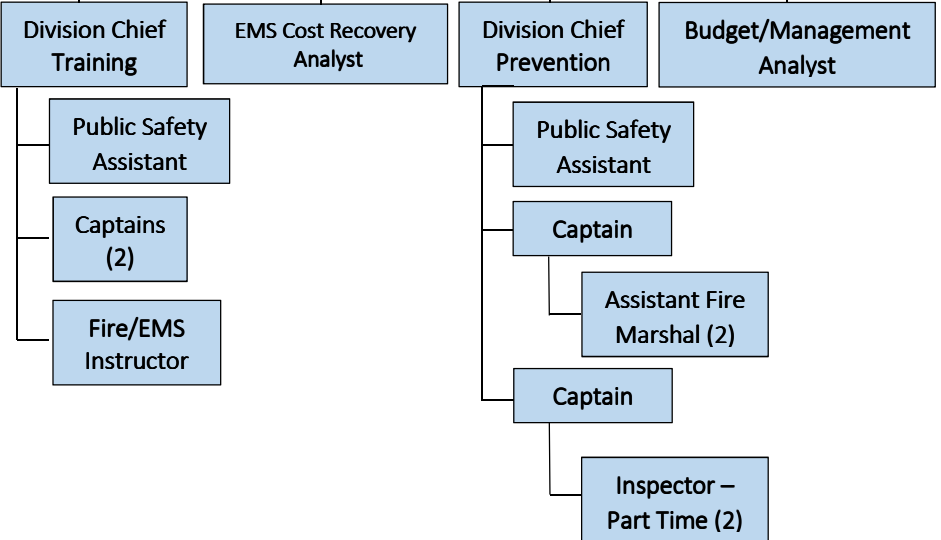 Division Chief
Training
EMS Cost Recovery
Analyst
Division Chief
Prevention
Budget/Management
Analyst
Public Safety
Assistant
Captains
(2)
Fire/EMS
Instructor
Public Safety
Assistant
Captain
Assistant Fire
Marshal (2)
Captain
Inspector –
Part Time (2)